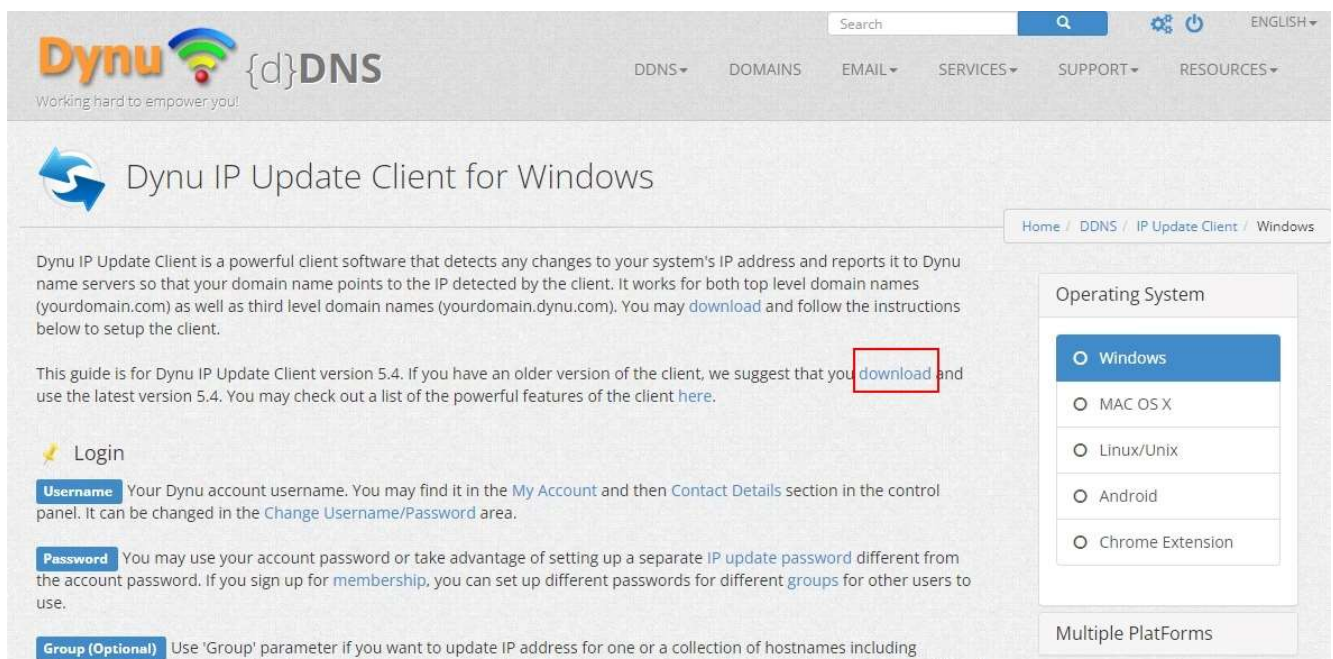 Search
ENGLISH
Dynu {d}DNS
Working hard to empower you!
DDNS DOMAINS EMAIL SERVICES SUPPORT RESOURCES
Dynu IP Update Client for Windows
Home / DDNS / IP Update Client / Windows
Dynu IP Update Client is a powerful client software that detects any changes to your system's IP address and reports it to Dynu
name servers so that your domain name points to the IP detected by the client. It works for both top level domain names
(yourdomain.com) as well as third level domain names (yourdomain.dynu.com). You may download and follow the instructions
below to setup the client.
This guide is for Dynu IP Update Client version 5.4. If you have an older version of the client, we suggest that you download and
use the latest version 5.4. You may check out a list of the powerful features of the client here.
Login
Username Your Dynu account username. You may find it in the My Account and then Contact Details section in the control
panel. It can be changed in the Change Username/Password area.
Password You may use your account password or take advantage of setting up a separate IP update password different from
the account password. If you sign up for membership, you can set up different passwords for different groups for other users to
use.
Group (Optional) Use 'Group' parameter if you want to update IP address for one or a collection of hostnames including
Operating System
Windows
MAC OS X
Linux/Unix
Android
Chrome Extension
Multiple PlatForms